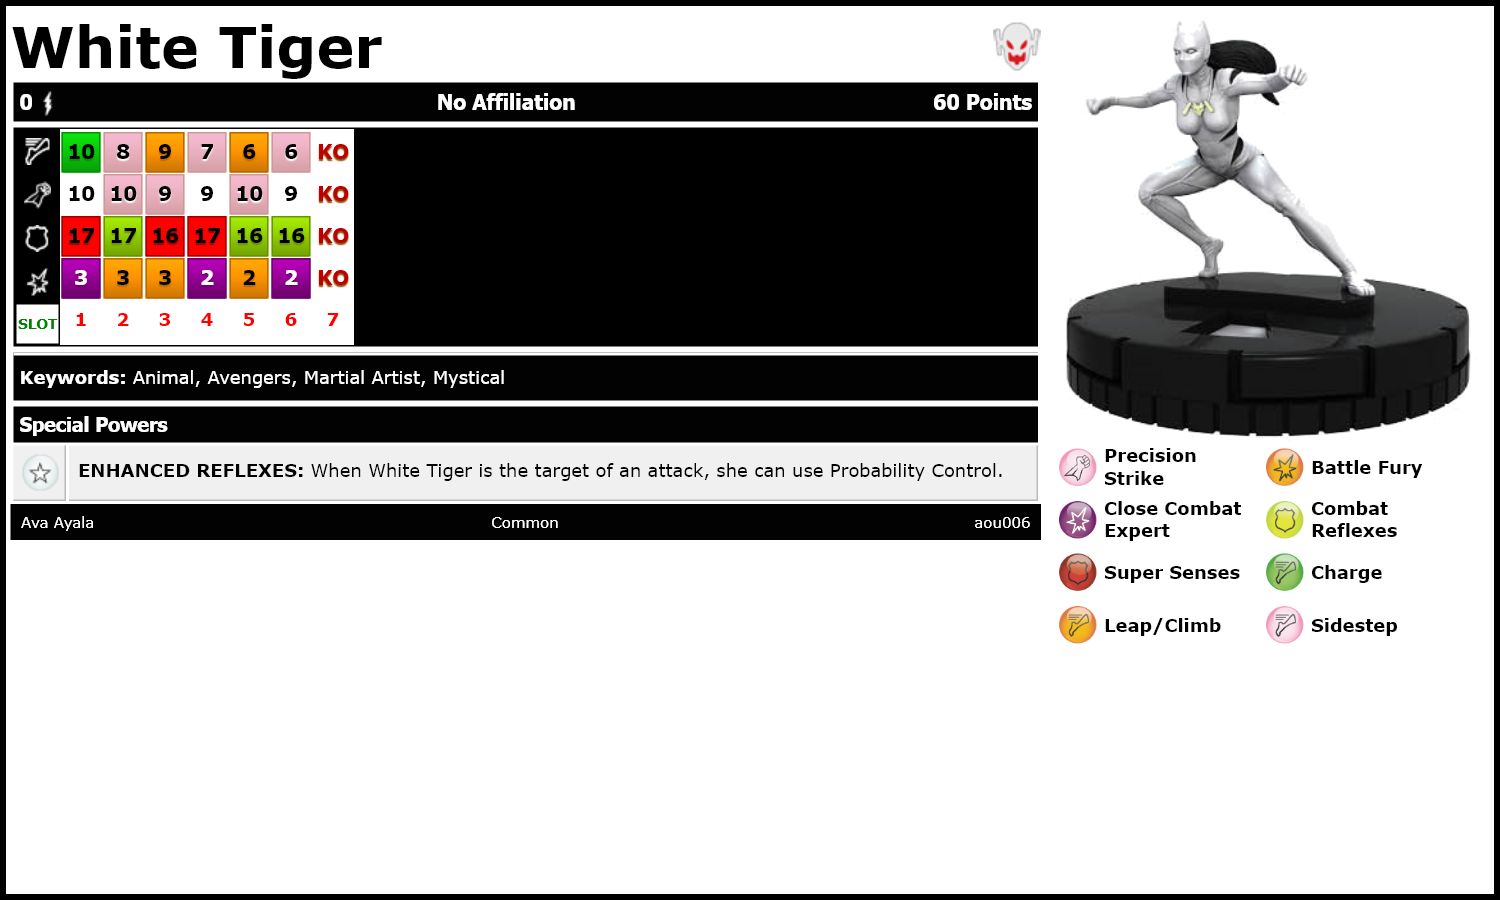 White Tiger
0 No Affiliation 60 Points
10 8 9 7 6 6 KO
10 10 9 9 10 9 KO
17 17 16 17 16 16 KO
3 3 3 2 2 2 KO
SLOT 1 2 3 4 5 6 7
Keywords: Animal, Avengers, Martial Artist, Mystical
Special Powers
ENHANCED REFLEXES: When White Tiger is the target of an attack, she can use Probability Control.
Ava Ayala Common aou006
Precision
Strike
Battle Fury
Close Combat
Expert
Combat
Reflexes
Super Senses
Charge
Leap/Climb
Sidestep